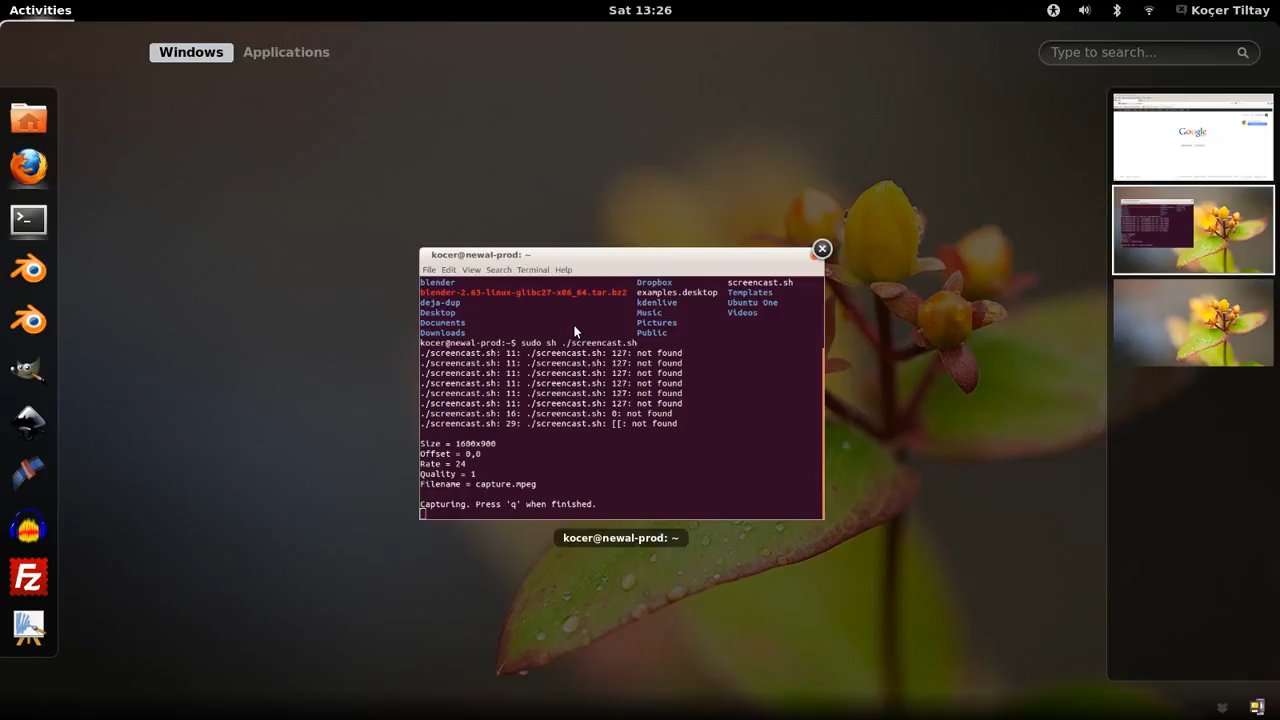 Activities
Sat 13:26
Koçer Tiltay
Windows Applications
Type to search...
Google
kocer@newal-prod: ~
File Edit View Search Terminal Help
blender Dropbox screencast.sh
blender-2.63-linux-glibc27-x86_64.tar.bz2 examples.desktop Templates
deja-dup kdenlive Ubuntu One
Desktop Music Videos
Documents Pictures
Downloads Public
kocer@newal-prod:~$ sudo sh ./screencast.sh
./screencast.sh: 11: ./screencast.sh: 127: not found
./screencast.sh: 11: ./screencast.sh: 127: not found
./screencast.sh: 11: ./screencast.sh: 127: not found
./screencast.sh: 11: ./screencast.sh: 127: not found
./screencast.sh: 11: ./screencast.sh: 127: not found
./screencast.sh: 11: ./screencast.sh: 127: not found
./screencast.sh: 16: ./screencast.sh: 0: not found
./screencast.sh: 29: ./screencast.sh: [[: not found
Size = 1600x900
Offset = 0,0
Rate = 24
Quality = 1
Filename = capture.mpeg
Capturing. Press 'q' when finished.
kocer@newal-prod: ~
Fz